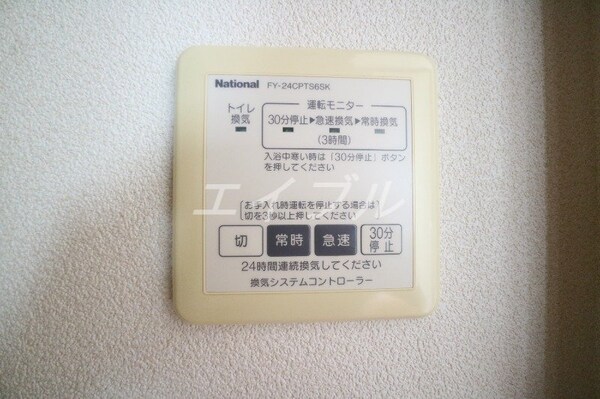 National FY-24CPTS6SK
トイレ
換気
運転モニター
30分停止▶急速換気▶常時換気
(3時間)
入浴中寒い時は「30分停止」ボタン
を押してください
エイブル
お手入れ時運転を停止する場合は
切を3秒以上押してください
切 常時 急速 30分
停止
24時間連続換気してください
換気システムコントローラー